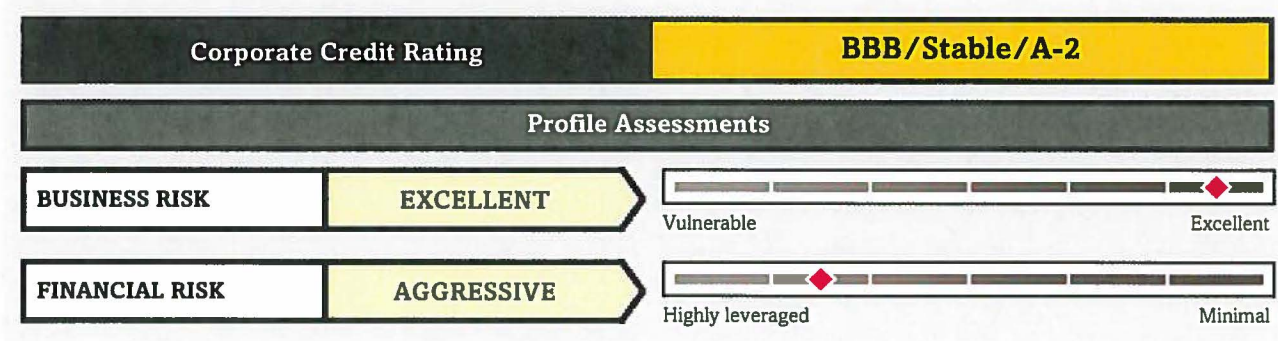 Corporate Credit Rating BBB/Stable/A-2
Profile Assessments
BUSINESS RISK EXCELLENT
Vulnerable Excellent
FINANCIAL RISK AGGRESSIVE
Highly leveraged Minimal